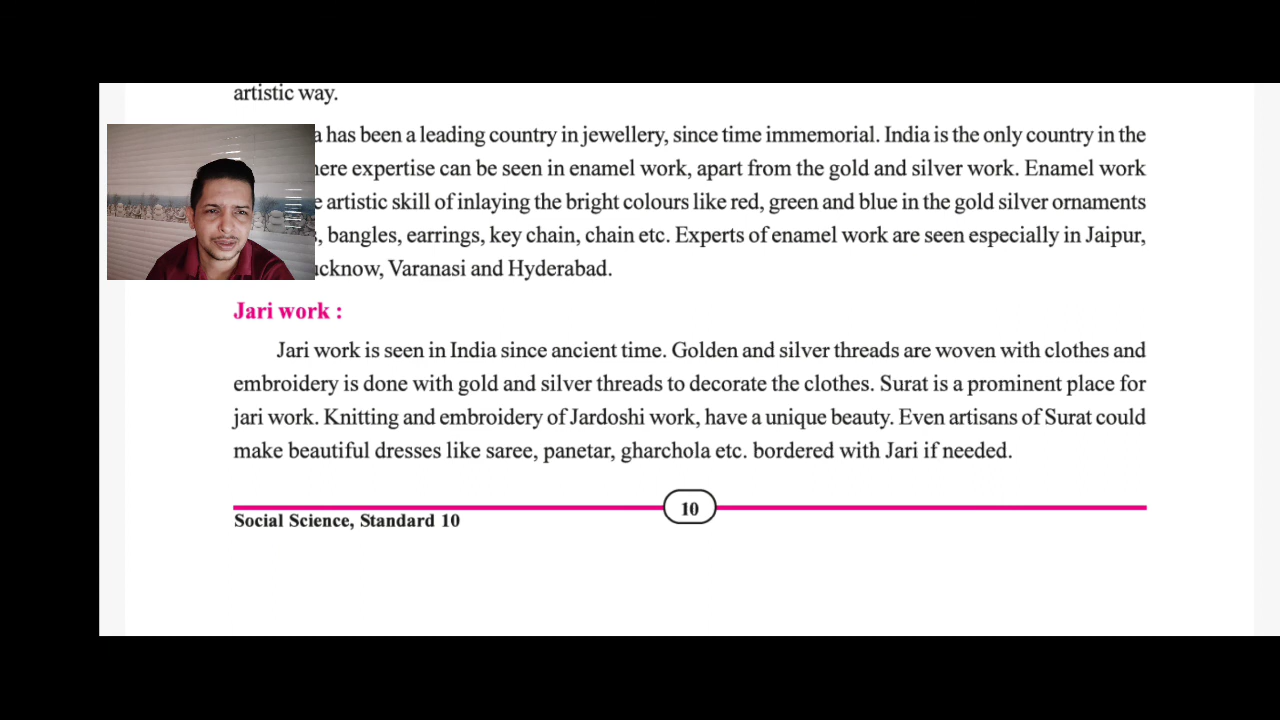 artistic way.
has been a leading country in jewellery, since time immemorial. India is the only country in the
expertise can be seen in enamel work, apart from the gold and silver work. Enamel work
artistic skill of inlaying the bright colours like red, green and blue in the gold silver ornaments
, bangles, earrings, key chain, chain etc. Experts of enamel work are seen especially in Jaipur,
Varanasi and Hyderabad.
Jari work :
Jari work is seen in India since ancient time. Golden and silver threads are woven with clothes and
embroidery is done with gold and silver threads to decorate the clothes. Surat is a prominent place for
jari work. Knitting and embroidery of Jardoshi work, have a unique beauty. Even artisans of Surat could
make beautiful dresses like saree, panetar, gharchola etc. bordered with Jari if needed.
10
Social Science, Standard 10